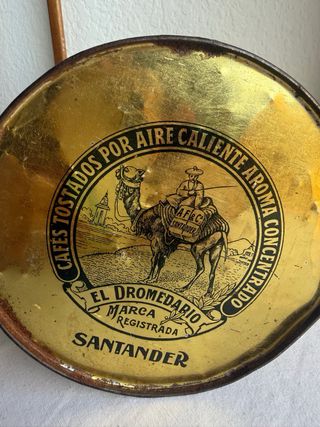 CAFÉS TOSTADOS POR AIRE CALIENTE AROMA CONCENTRADO
EL DROMEDARIO
MARCA
REGISTRADA
SANTANDER